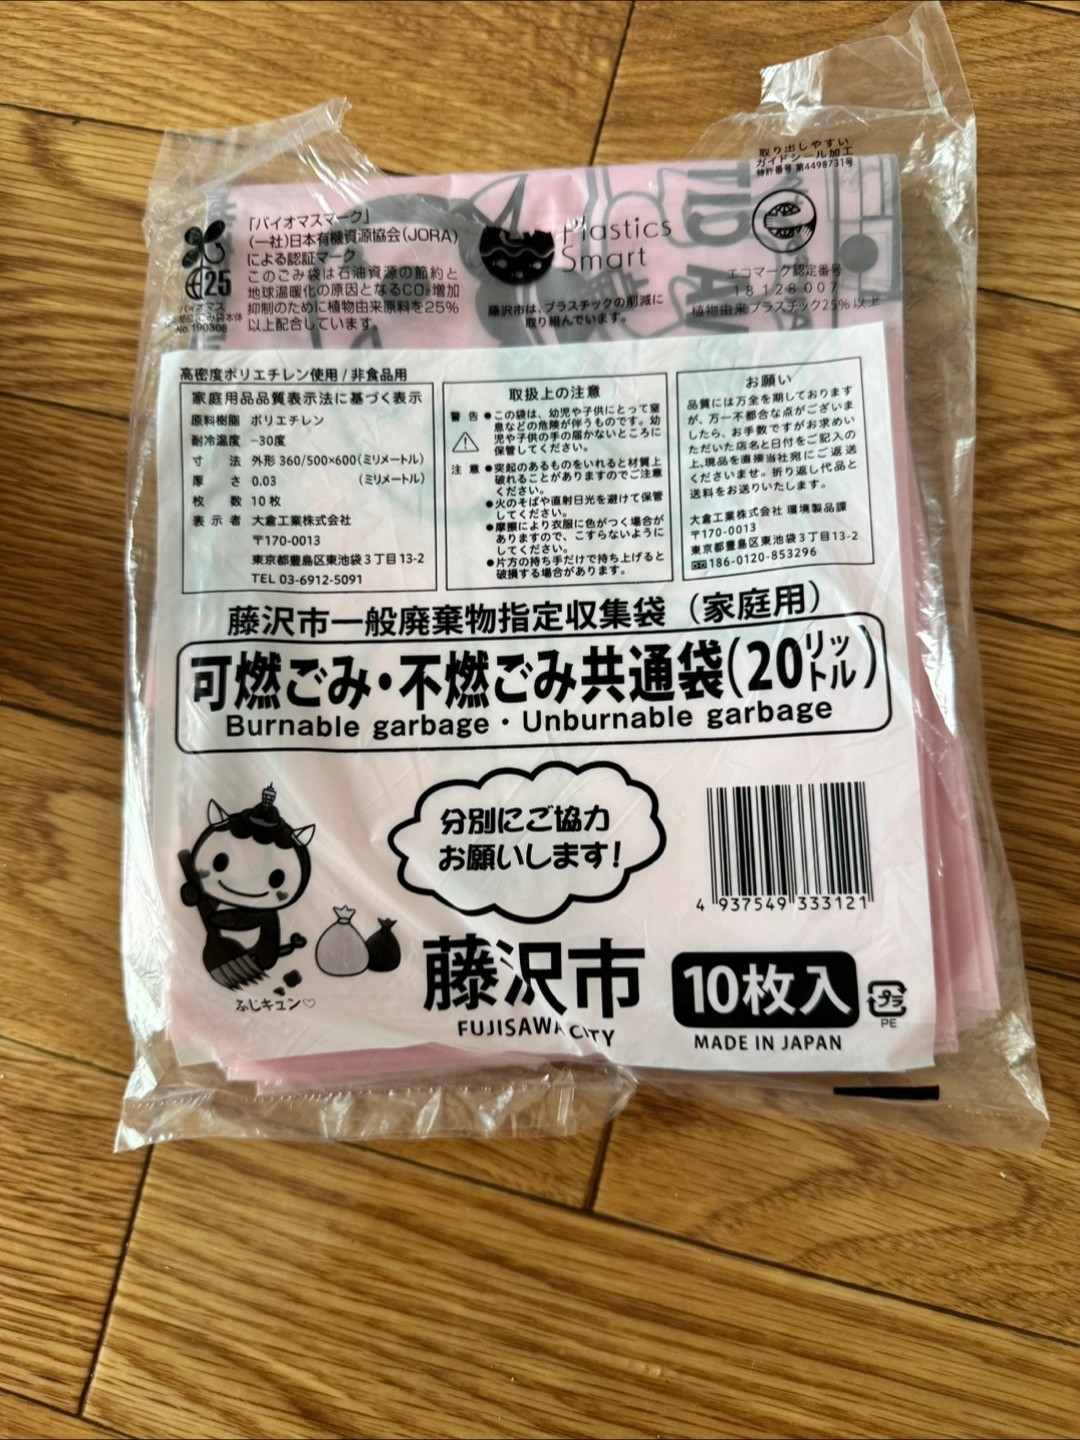 取り出しやすい
ガイドシール加工
特許番号 第4498731号
「バイオマスマーク」
(一社)日本有機資源協会(JORA)
による認証マーク
このごみ袋は石油資源の節約と
地球温暖化の原因となるCO₂増加
抑制のために植物由来原料を25%
以上配合しています。
25
バイオマス
No.190308
Plastics
Smart
藤沢市は、プラスチックの削減に
取り組んでいます。
エコマーク認定番号
18 128 007
植物由来プラスチック25%以上
高密度ポリエチレン使用 / 非食品用
家庭用品品質表示法に基づく表示
原料樹脂 ポリエチレン
耐冷温度 −30度
寸法 外形 360/500×600(ミリメートル)
厚さ 0.03 (ミリメートル)
枚数 10枚
表示者 大倉工業株式会社
〒170-0013
東京都豊島区東池袋3丁目13-2
TEL 03-6912-5091
取扱上の注意
警告 ●この袋は、幼児や子供にとって窒
息などの危険が伴うものです。幼
児や子供の手の届かないところに
保管してください。
注意 ●突起のあるものをいれると材質上
破れることがありますのでご注意
ください。
●火のそばや直射日光を避けて保管
してください。
●摩擦により衣服に色がつく場合が
ありますので、こすらないように
してください。
●片方の持ち手だけで持ち上げると
破損する場合があります。
お願い
品質には万全を期しております
が、万一不都合な点がございま
したら、お手数ですがお求めい
ただいた店名と日付をご記入の
上、現品を直接当社宛にご返送
くださいませ。折り返し代品と
送料をお送りいたします。
大倉工業株式会社 環境製品課
〒170-0013
東京都豊島区東池袋3丁目13-2
0120-853296
藤沢市一般廃棄物指定収集袋(家庭用)
可燃ごみ・不燃ごみ共通袋(20リットル)
Burnable garbage・Unburnable garbage
分別にご協力
お願いします!
4 937549 333121
ふじキュン♡
藤沢市
FUJISAWA CITY
10枚入
MADE IN JAPAN
プラ
PE